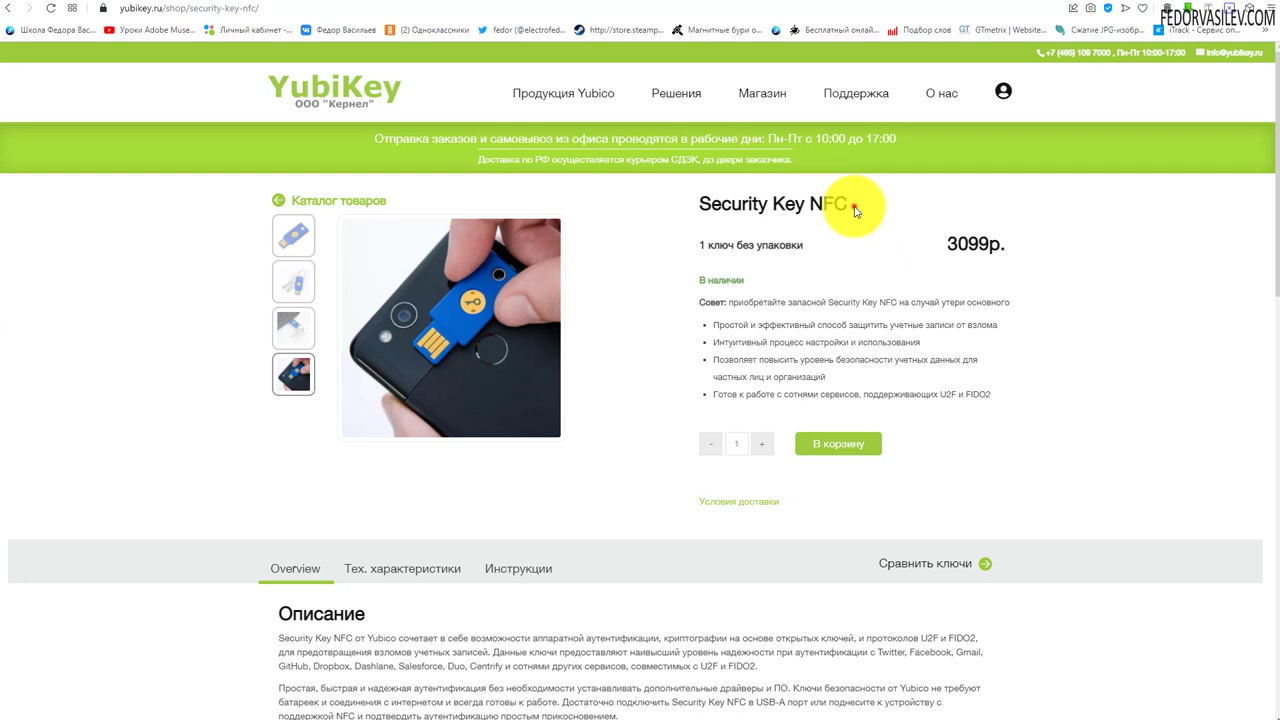 yubikey.ru/shop/security-key-nfc/
FEDORVASILEV.COM
Школа Федора Вас...
Уроки Adobe Muse...
Личный кабинет -...
Федор Васильев
(2) Одноклассники
fedor (@electrofed...
http://store.steamp...
Магнитные бури о...
Бесплатный онлай...
Подбор слов
GTmetrix | Website...
Сжатие JPG-изобр...
iTrack - Сервис оп...
+7 (495) 109 7000 , Пн-Пт 10:00-17:00
info@yubikey.ru
YubiKey
ООО "Кернел"
Продукция Yubico
Решения
Магазин
Поддержка
О нас
Отправка заказов и самовывоз из офиса проводятся в рабочие дни: Пн-Пт с 10:00 до 17:00
Доставка по РФ осуществляется курьером СДЭК, до двери заказчика.
Каталог товаров
Security Key NFC
1 ключ без упаковки
3099р.
В наличии
Совет: приобретайте запасной Security Key NFC на случай утери основного
• Простой и эффективный способ защитить учетные записи от взлома
• Интуитивный процесс настройки и использования
• Позволяет повысить уровень безопасности учетных данных для
частных лиц и организаций
• Готов к работе с сотнями сервисов, поддерживающих U2F и FIDO2
- 1 +
В корзину
Условия доставки
Overview
Тех. характеристики
Инструкции
Сравнить ключи
Описание
Security Key NFC от Yubico сочетает в себе возможности аппаратной аутентификации, криптографии на основе открытых ключей, и протоколов U2F и FIDO2,
для предотвращения взломов учетных записей. Данные ключи предоставляют наивысший уровень надежности при аутентификации с Twitter, Facebook, Gmail,
GitHub, Dropbox, Dashlane, Salesforce, Duo, Centrify и сотнями других сервисов, совместимых с U2F и FIDO2.
Простая, быстрая и надежная аутентификация без необходимости устанавливать дополнительные драйверы и ПО. Ключи безопасности от Yubico не требуют
батареек и соединения с интернетом и всегда готовы к работе. Достаточно подключить Security Key NFC в USB-A порт или поднесите к устройству с
поддержкой NFC и подтвердить аутентификацию простым прикосновением.